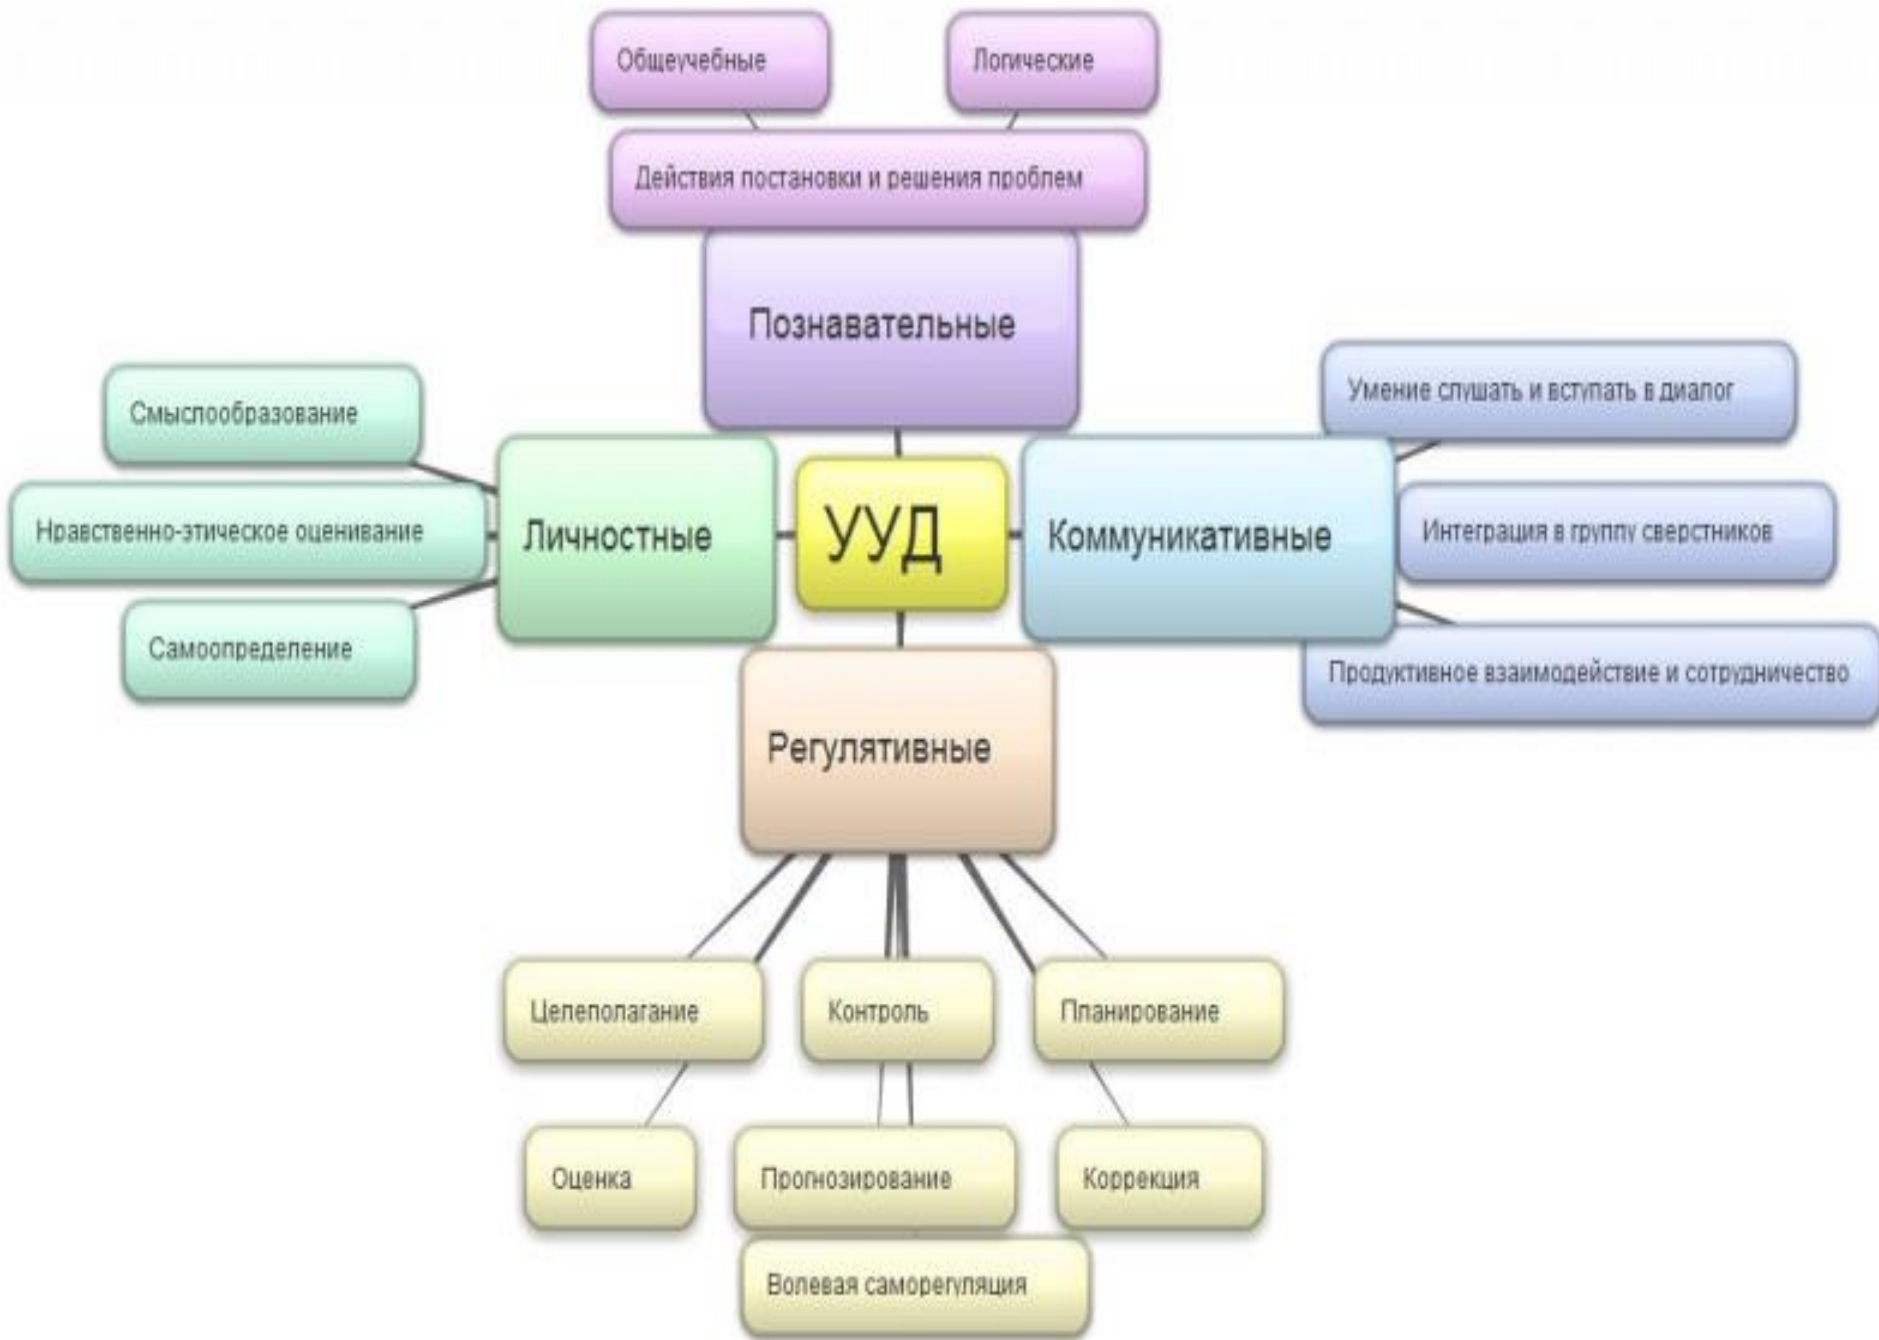 Общеучебные
Логические
Действия постановки и решения проблем
Познавательные
Смыслообразование
Умение слушать и вступать в диалог
Нравственно-этическое оценивание
Личностные
УУД
Коммуникативные
Интеграция в группу сверстников
Самоопределение
Продуктивное взаимодействие и сотрудничество
Регулятивные
Целеполагание
Контроль
Планирование
Оценка
Прогнозирование
Коррекция
Волевая саморегуляция